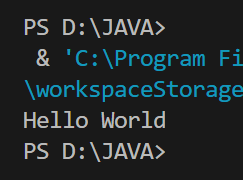 PS D:\JAVA>
& 'C:\Program Fi
\workspaceStorage
Hello World
PS D:\JAVA>